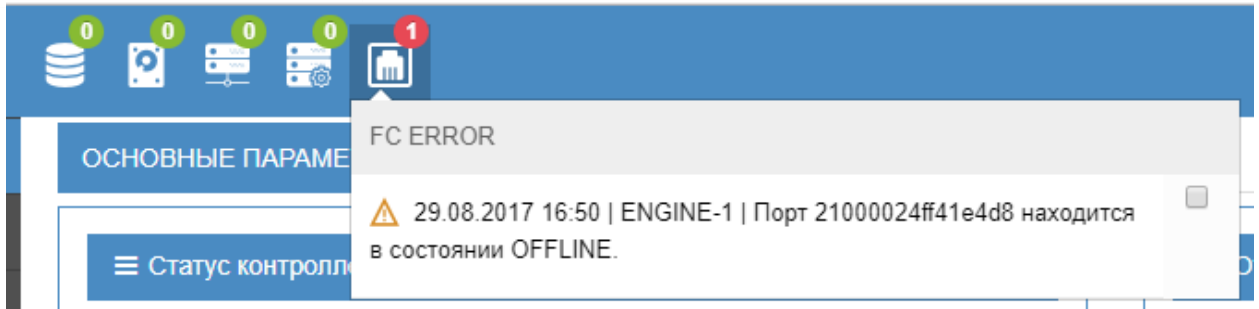 0 0 0 0 1
FC ERROR
ОСНОВНЫЕ ПАРАМЕ
29.08.2017 16:50 | ENGINE-1 | Порт 21000024ff41e4d8 находится
в состоянии OFFLINE.
Статус контролл